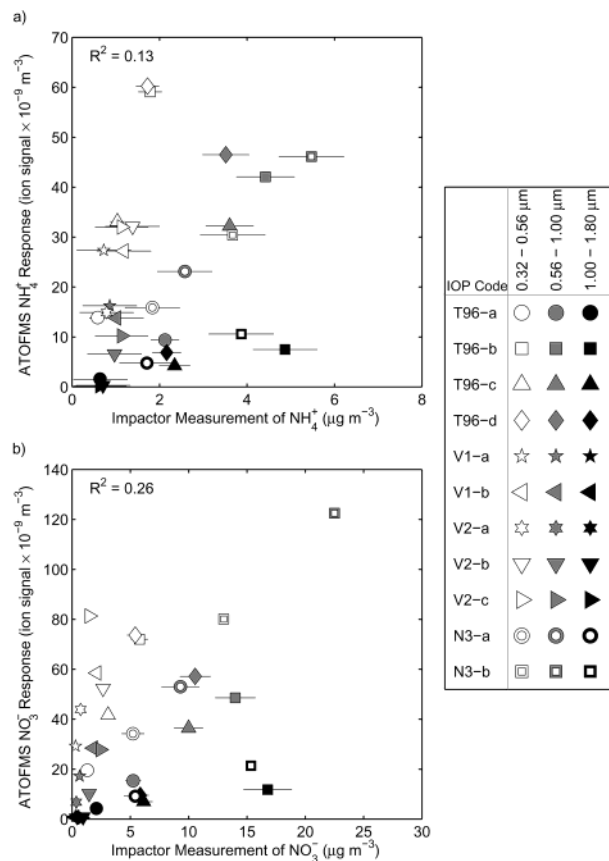 a)
R² = 0.13
70
60
50
40
30
20
10
0
0
2
4
6
8
ATOFMS NH₄⁺ Response (ion signal × 10⁻⁹ m⁻³)
Impactor Measurement of NH₄⁺ (μg m⁻³)
b)
R² = 0.26
140
120
100
80
60
40
20
0
0
5
10
15
20
25
30
ATOFMS NO₃⁻ Response (ion signal × 10⁻⁹ m⁻³)
Impactor Measurement of NO₃⁻ (μg m⁻³)
IOP Code
0.32 − 0.56 μm
0.56 − 1.00 μm
1.00 − 1.80 μm
T96−a
T96−b
T96−c
T96−d
V1−a
V1−b
V2−a
V2−b
V2−c
N3−a
N3−b